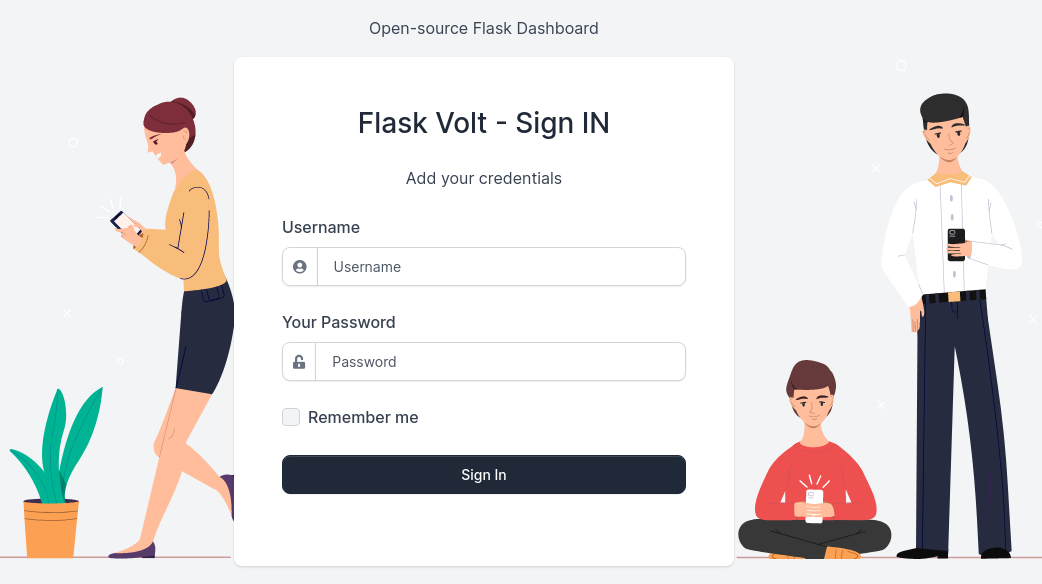 Open-source Flask Dashboard
Flask Volt - Sign IN
Add your credentials
Username
Username
Your Password
Password
Remember me
Sign In